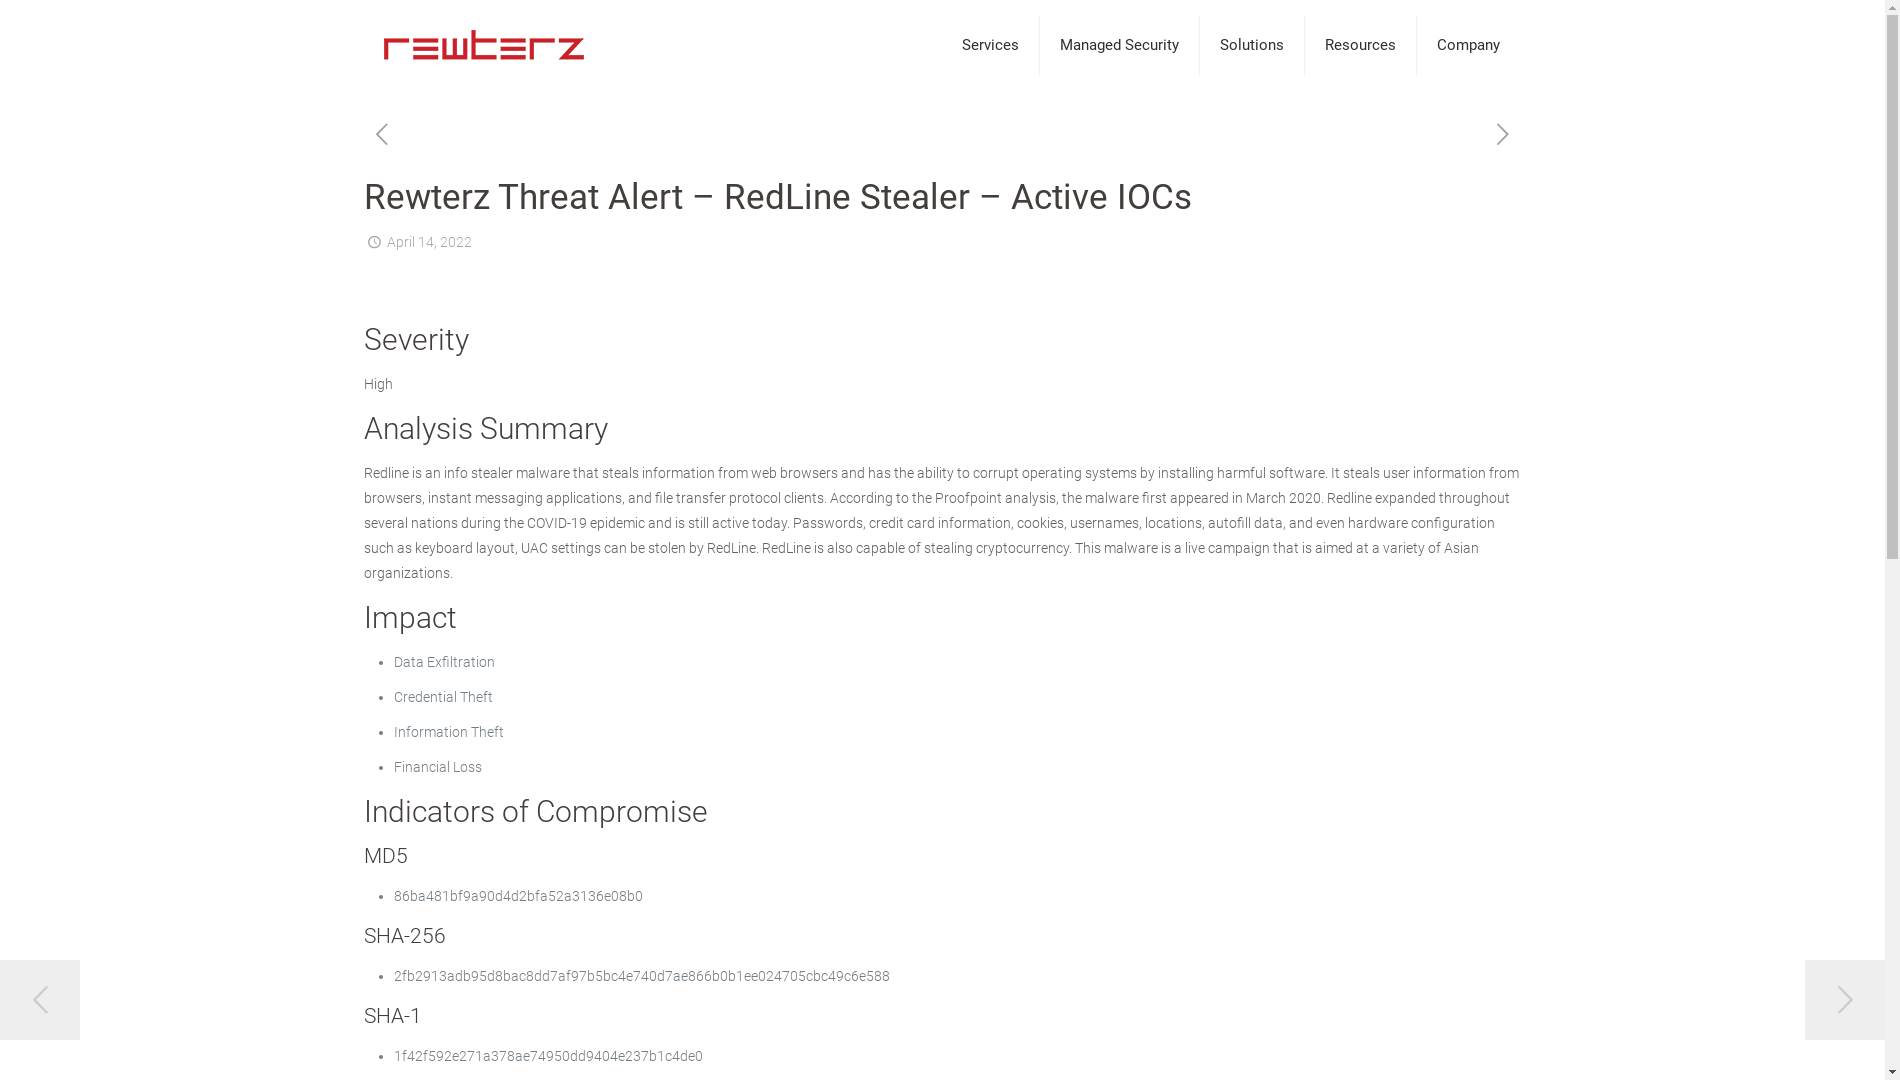 rewterz
Services
Managed Security
Solutions
Resources
Company
Rewterz Threat Alert – RedLine Stealer – Active IOCs
April 14, 2022
Severity
High
Analysis Summary
Redline is an info stealer malware that steals information from web browsers and has the ability to corrupt operating systems by installing harmful software. It steals user information from
browsers, instant messaging applications, and file transfer protocol clients. According to the Proofpoint analysis, the malware first appeared in March 2020. Redline expanded throughout
several nations during the COVID-19 epidemic and is still active today. Passwords, credit card information, cookies, usernames, locations, autofill data, and even hardware configuration
such as keyboard layout, UAC settings can be stolen by RedLine. RedLine is also capable of stealing cryptocurrency. This malware is a live campaign that is aimed at a variety of Asian
organizations.
Impact
Data Exfiltration
Credential Theft
Information Theft
Financial Loss
Indicators of Compromise
MD5
86ba481bf9a90d4d2bfa52a3136e08b0
SHA-256
2fb2913adb95d8bac8dd7af97b5bc4e740d7ae866b0b1ee024705cbc49c6e588
SHA-1
1f42f592e271a378ae74950dd9404e237b1c4de0